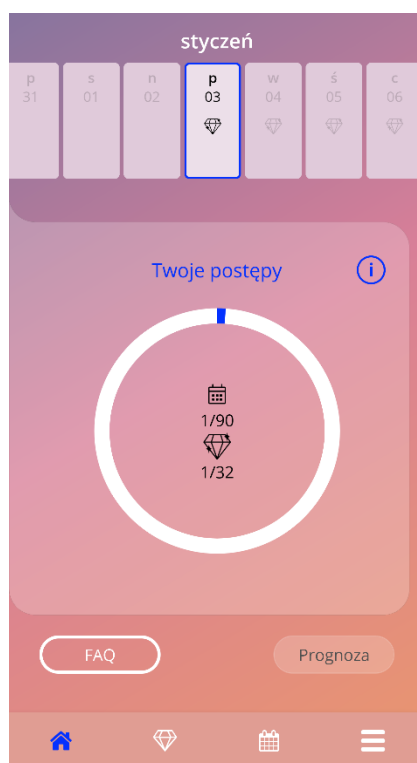 styczeń
p s n p w ś c
31 01 02 03 04 05 06
Twoje postępy
i
1/90
1/32
FAQ Prognoza